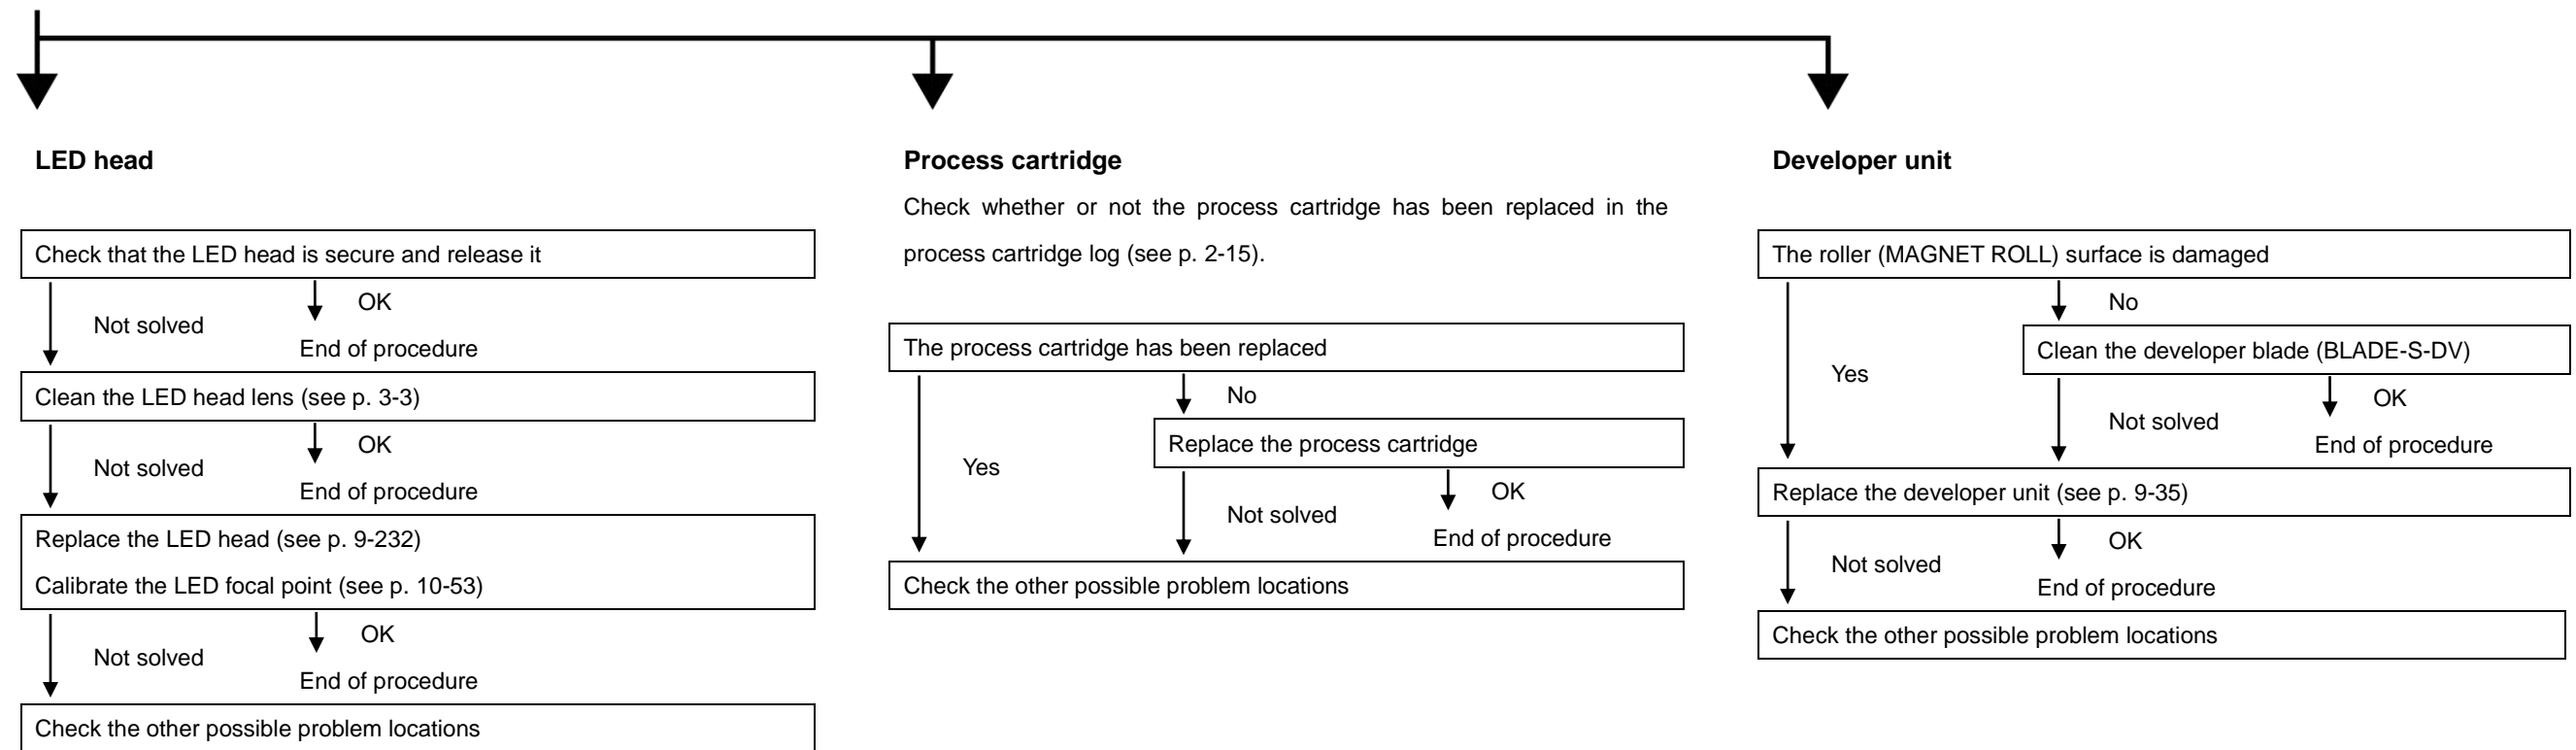 LED head
Check that the LED head is secure and release it
OK
Not solved
End of procedure
Clean the LED head lens (see p. 3-3)
OK
Not solved
End of procedure
Replace the LED head (see p. 9-232)
Calibrate the LED focal point (see p. 10-53)
OK
Not solved
End of procedure
Check the other possible problem locations
Process cartridge
Check whether or not the process cartridge has been replaced in the
process cartridge log (see p. 2-15).
The process cartridge has been replaced
No
Replace the process cartridge
Yes
OK
Not solved
End of procedure
Check the other possible problem locations
Developer unit
The roller (MAGNET ROLL) surface is damaged
No
Clean the developer blade (BLADE-S-DV)
Yes
OK
Not solved
End of procedure
Replace the developer unit (see p. 9-35)
OK
Not solved
End of procedure
Check the other possible problem locations